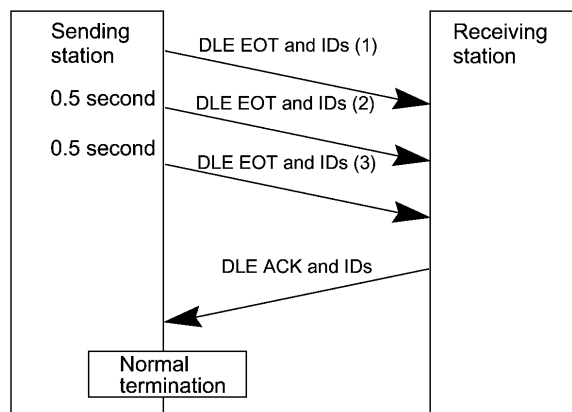 Sending
station
DLE EOT and IDs (1)
Receiving
station
0.5 second
DLE EOT and IDs (2)
0.5 second
DLE EOT and IDs (3)
DLE ACK and IDs
Normal
termination